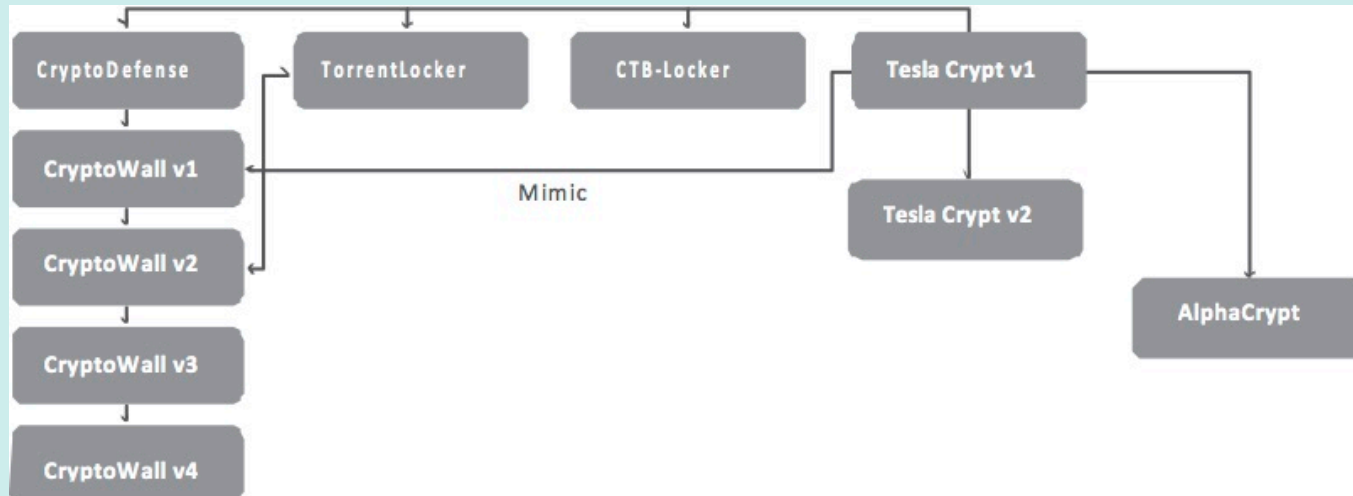 CryptoDefense
TorrentLocker
CTB-Locker
Tesla Crypt v1
CryptoWall v1
Mimic
Tesla Crypt v2
CryptoWall v2
AlphaCrypt
CryptoWall v3
CryptoWall v4